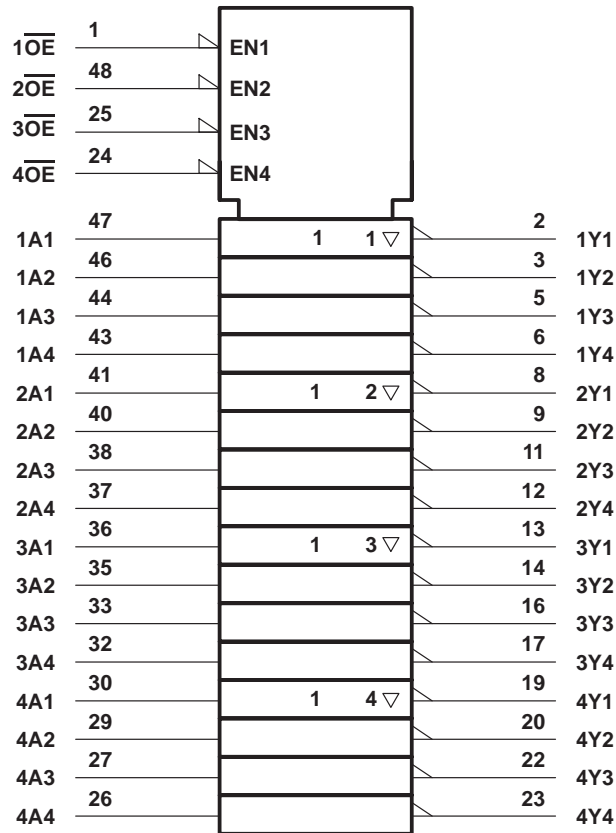 1O̅E̅ 1 EN1
2O̅E̅ 48 EN2
3O̅E̅ 25 EN3
4O̅E̅ 24 EN4
1A1 47 1 1 ▽ 2 1Y1
1A2 46 3 1Y2
1A3 44 5 1Y3
1A4 43 6 1Y4
2A1 41 1 2 ▽ 8 2Y1
2A2 40 9 2Y2
2A3 38 11 2Y3
2A4 37 12 2Y4
3A1 36 1 3 ▽ 13 3Y1
3A2 35 14 3Y2
3A3 33 16 3Y3
3A4 32 17 3Y4
4A1 30 1 4 ▽ 19 4Y1
4A2 29 20 4Y2
4A3 27 22 4Y3
4A4 26 23 4Y4